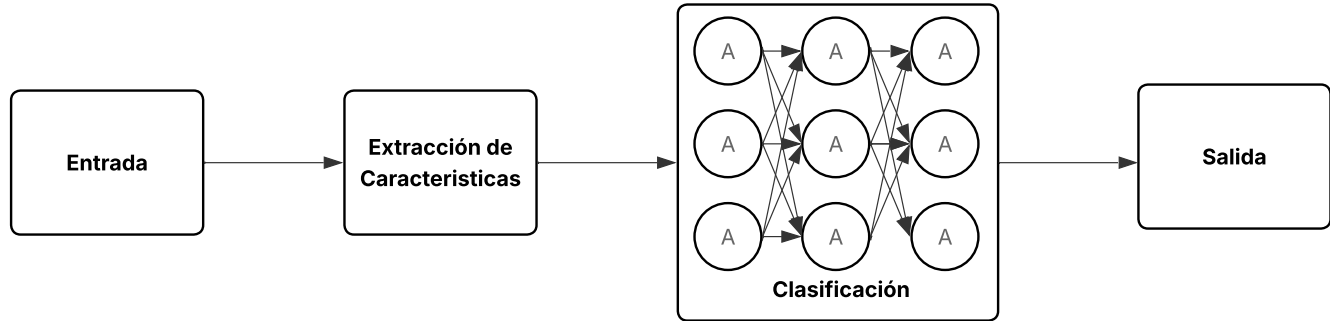 Entrada
Extracción de
Caracteristicas
A A A
A A A
A A A
Clasificación
Salida